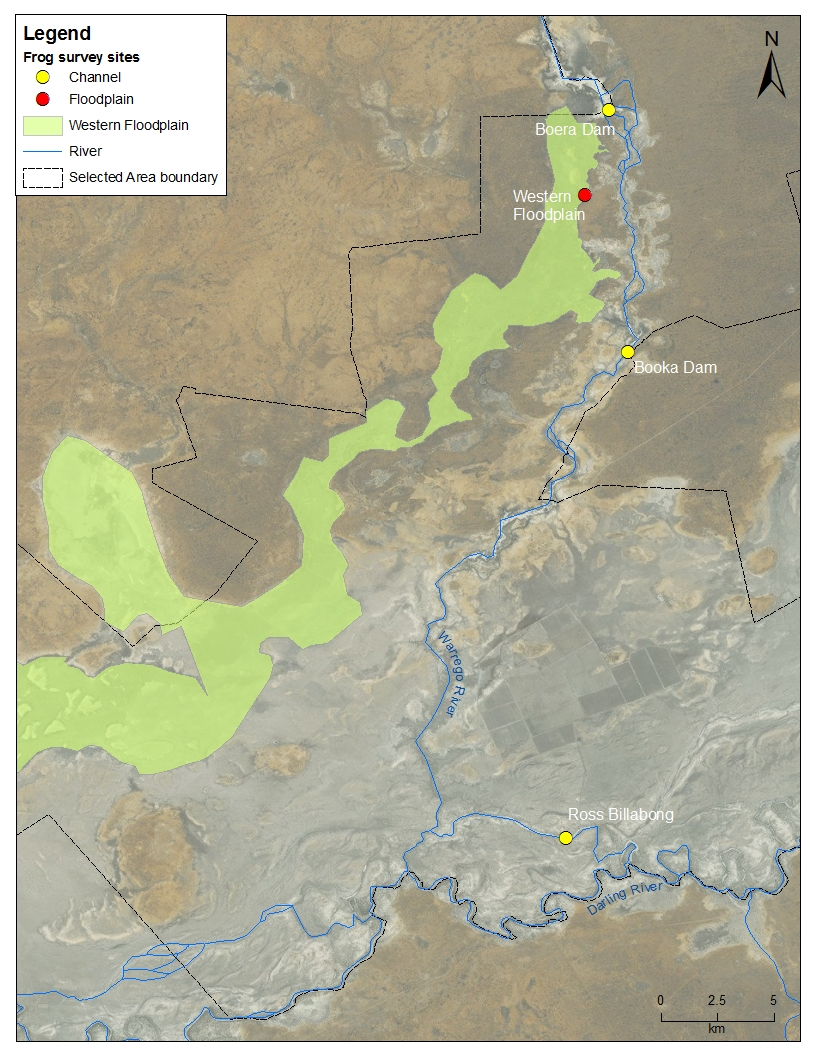 Legend
Frog survey sites
Channel
Floodplain
Western Floodplain
River
Selected Area boundary
N
Boera Dam
Western
Floodplain
Booka Dam
Warrego River
Ross Billabong
Darling River
0 2.5 5
km